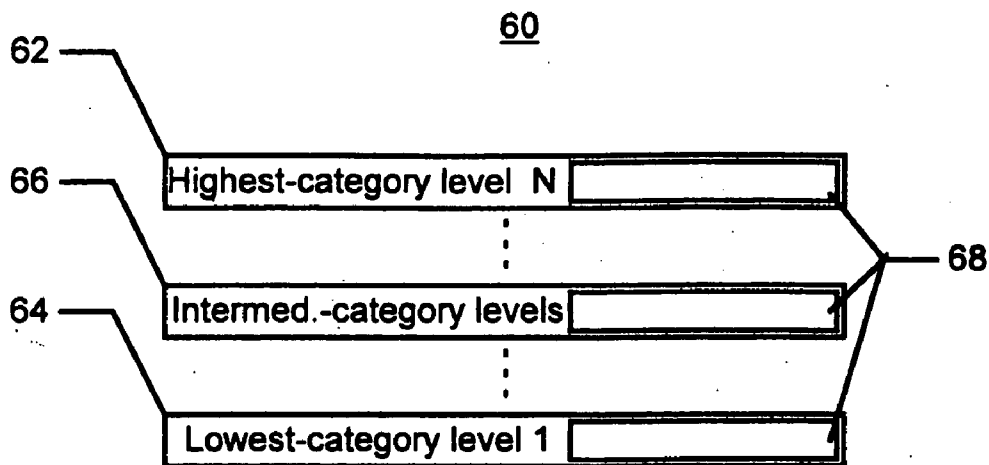 60
62
Highest-category level N
66
68
Intermed.-category levels
64
Lowest-category level 1